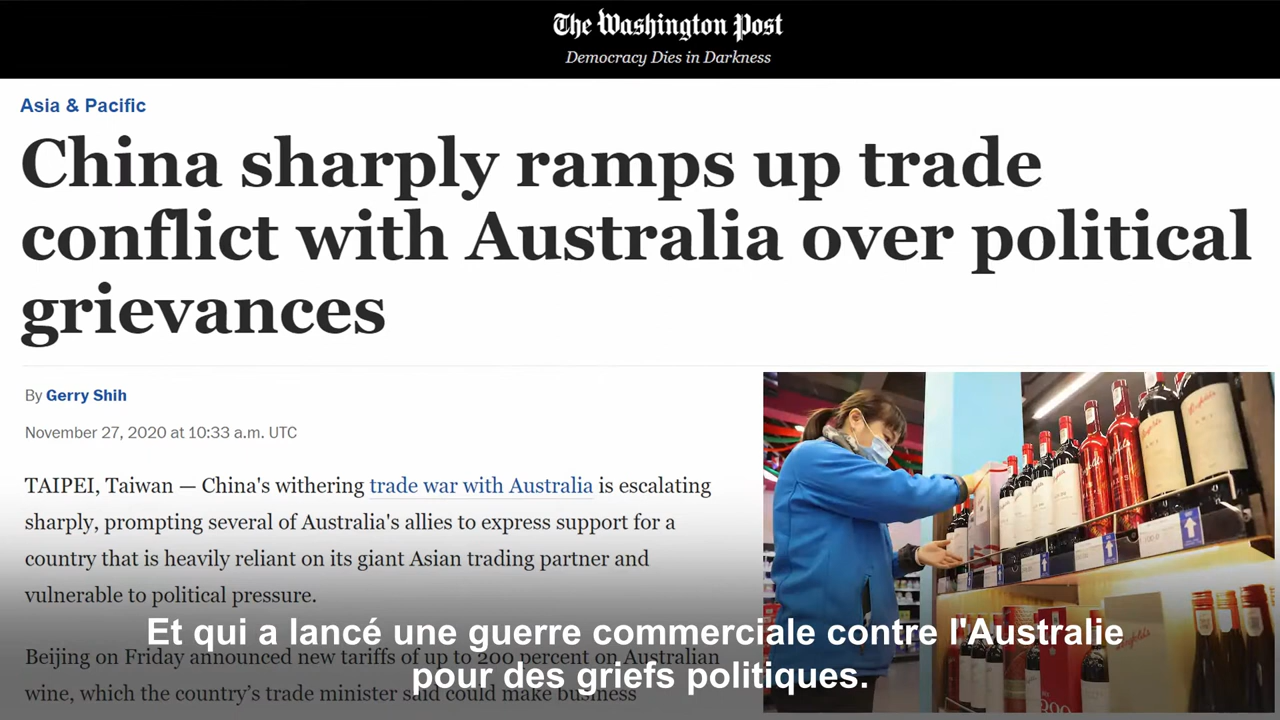 The Washington Post
Democracy Dies in Darkness
Asia & Pacific
China sharply ramps up trade
conflict with Australia over political
grievances
By Gerry Shih
November 27, 2020 at 10:33 a.m. UTC
TAIPEI, Taiwan — China's withering trade war with Australia is escalating
sharply, prompting several of Australia's allies to express support for a
country that is heavily reliant on its giant Asian trading partner and
vulnerable to political pressure.
Beijing on Friday announced new tariffs of up to 200 percent on Australian
wine, which the country's trade minister said could make business
Et qui a lancé une guerre commerciale contre l'Australie
pour des griefs politiques.
Penfolds